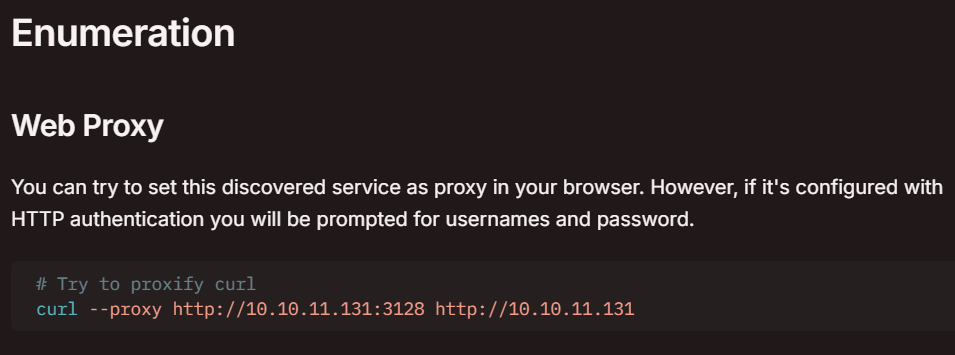 Enumeration
Web Proxy
You can try to set this discovered service as proxy in your browser. However, if it's configured with
HTTP authentication you will be prompted for usernames and password.
# Try to proxify curl
curl --proxy http://10.10.11.131:3128 http://10.10.11.131